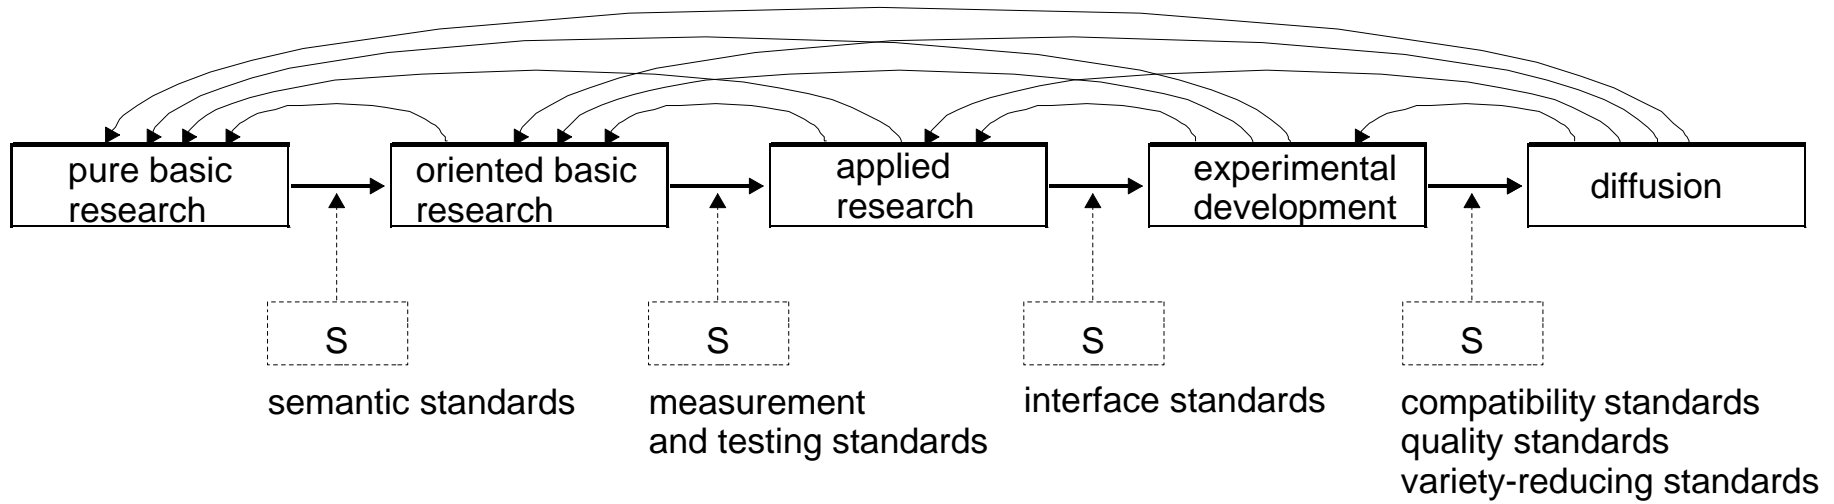 pure basic
research
oriented basic
research
applied
research
experimental
development
diffusion
S
S
S
S
semantic standards
measurement
and testing standards
interface standards
compatibility standards
quality standards
variety-reducing standards